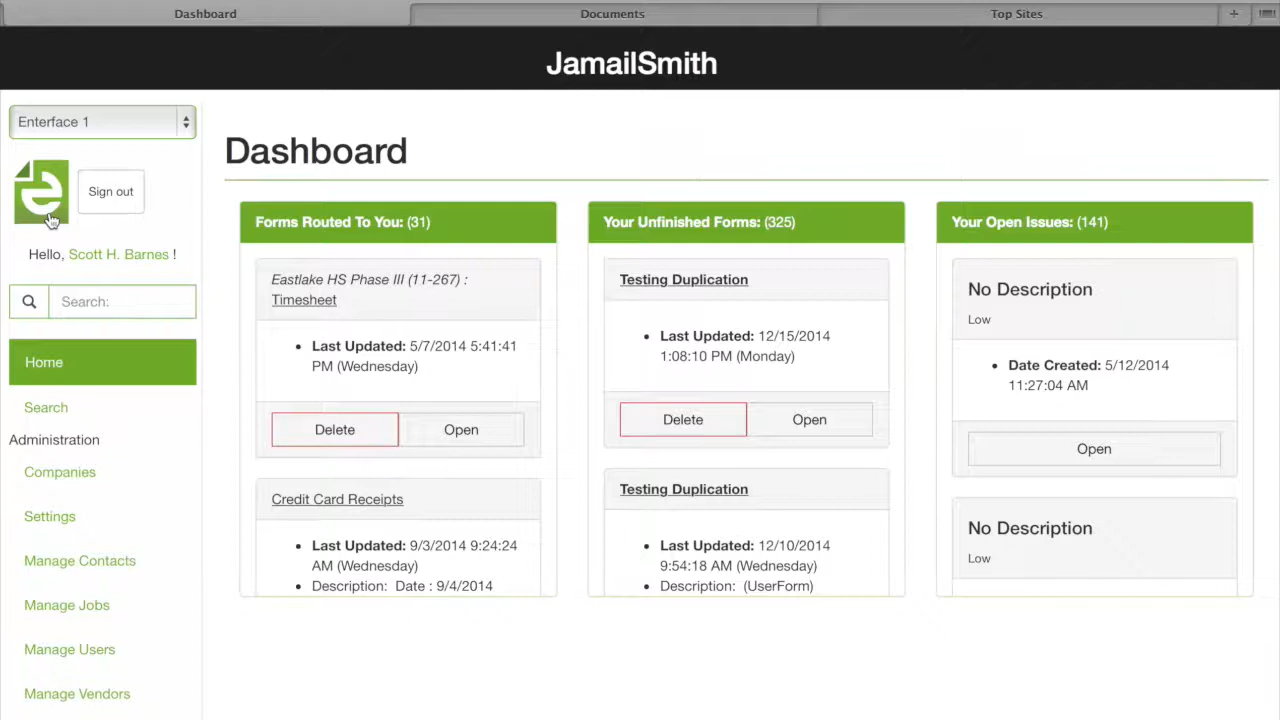 Dashboard
Documents
Top Sites
+
JamailSmith
Enterface 1
Sign out
Hello, Scott H. Barnes !
Search:
Home
Search
Administration
Companies
Settings
Manage Contacts
Manage Jobs
Manage Users
Manage Vendors
Dashboard
Forms Routed To You: (31)
Eastlake HS Phase III (11-267) :
Timesheet
• Last Updated: 5/7/2014 5:41:41
PM (Wednesday)
Delete
Open
Credit Card Receipts
• Last Updated: 9/3/2014 9:24:24
AM (Wednesday)
• Description: Date : 9/4/2014
Your Unfinished Forms: (325)
Testing Duplication
• Last Updated: 12/15/2014
1:08:10 PM (Monday)
Delete
Open
Testing Duplication
• Last Updated: 12/10/2014
9:54:18 AM (Wednesday)
• Description: (UserForm)
Your Open Issues: (141)
No Description
Low
• Date Created: 5/12/2014
11:27:04 AM
Open
No Description
Low